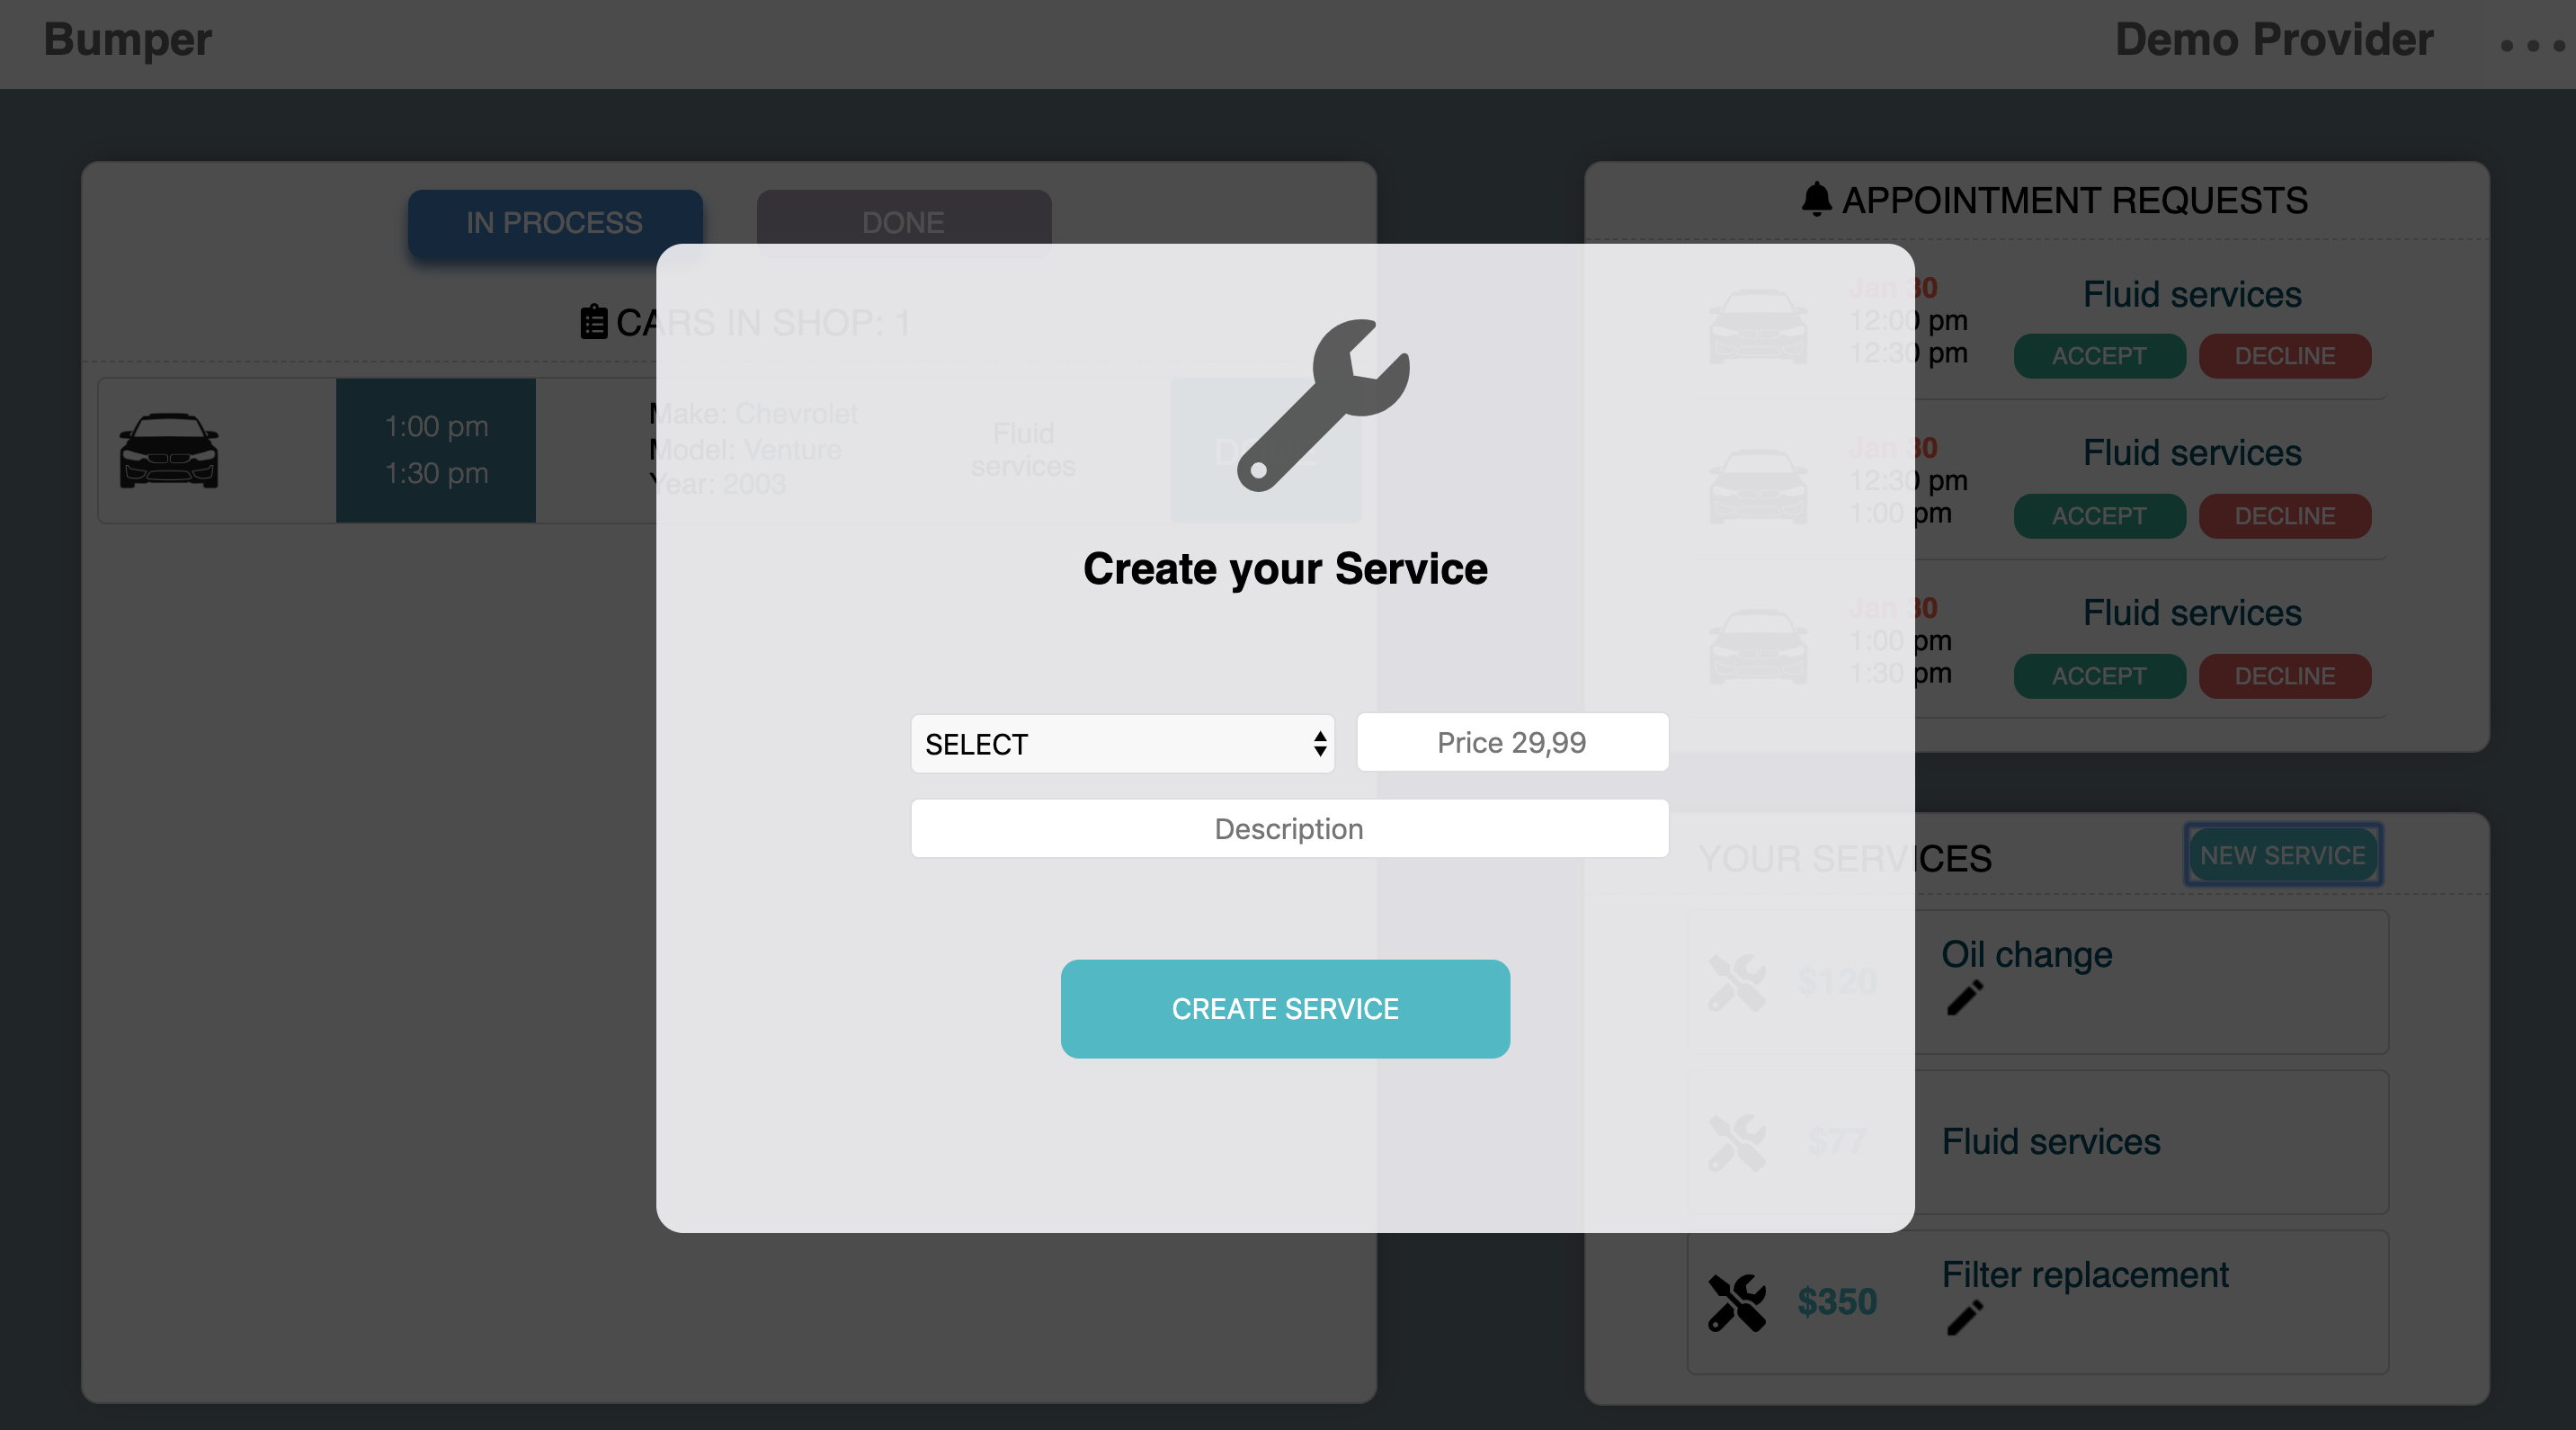 Bumper
Demo Provider
IN PROCESS
DONE
CARS IN SHOP: 1
1:00 pm
1:30 pm
Make: Chevrolet
Model: Venture
Year: 2003
Fluid
services
APPOINTMENT REQUESTS
Jan 30
12:00 pm
12:30 pm
Fluid services
ACCEPT
DECLINE
Jan 30
12:30 pm
1:00 pm
Fluid services
ACCEPT
DECLINE
Jan 30
1:00 pm
1:30 pm
Fluid services
ACCEPT
DECLINE
Create your Service
SELECT
Price 29,99
Description
CREATE SERVICE
YOUR SERVICES
NEW SERVICE
$120
Oil change
$77
Fluid services
$350
Filter replacement